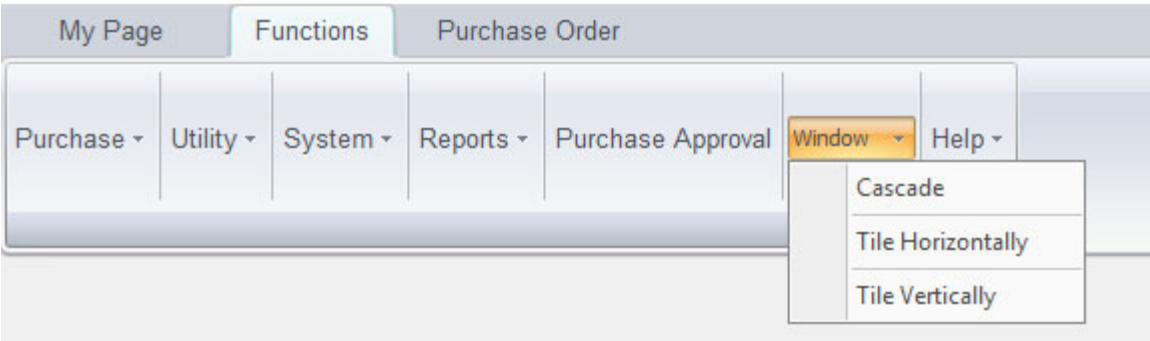 My Page Functions Purchase Order
Purchase Utility System Reports Purchase Approval Window Help
Cascade
Tile Horizontally
Tile Vertically